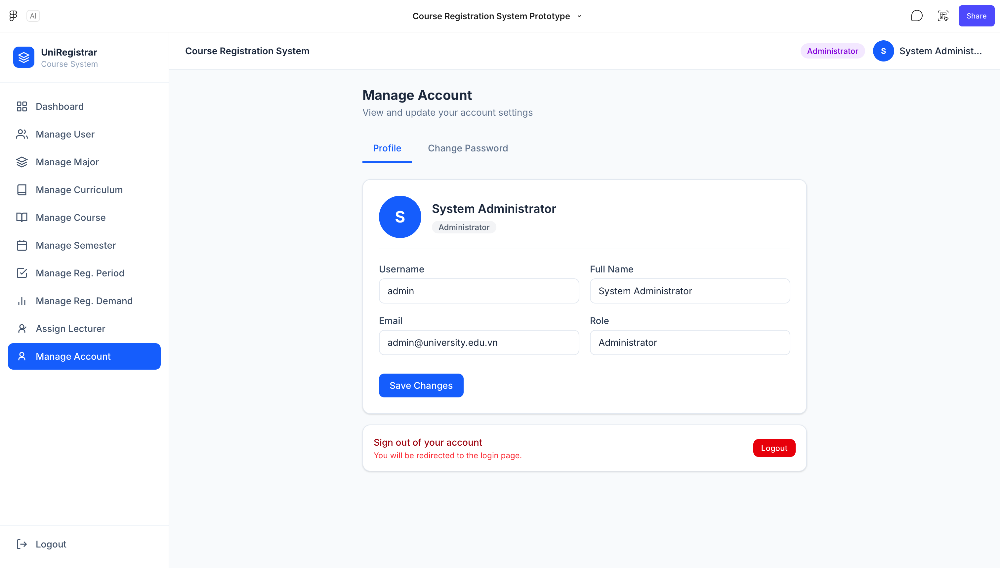 AI
Course Registration System Prototype
Share
UniRegistrar
Course System
Dashboard
Manage User
Manage Major
Manage Curriculum
Manage Course
Manage Semester
Manage Reg. Period
Manage Reg. Demand
Assign Lecturer
Manage Account
Logout
Course Registration System
Administrator
S
System Administ...
Manage Account
View and update your account settings
Profile
Change Password
S
System Administrator
Administrator
Username
admin
Full Name
System Administrator
Email
admin@university.edu.vn
Role
Administrator
Save Changes
Sign out of your account
You will be redirected to the login page.
Logout